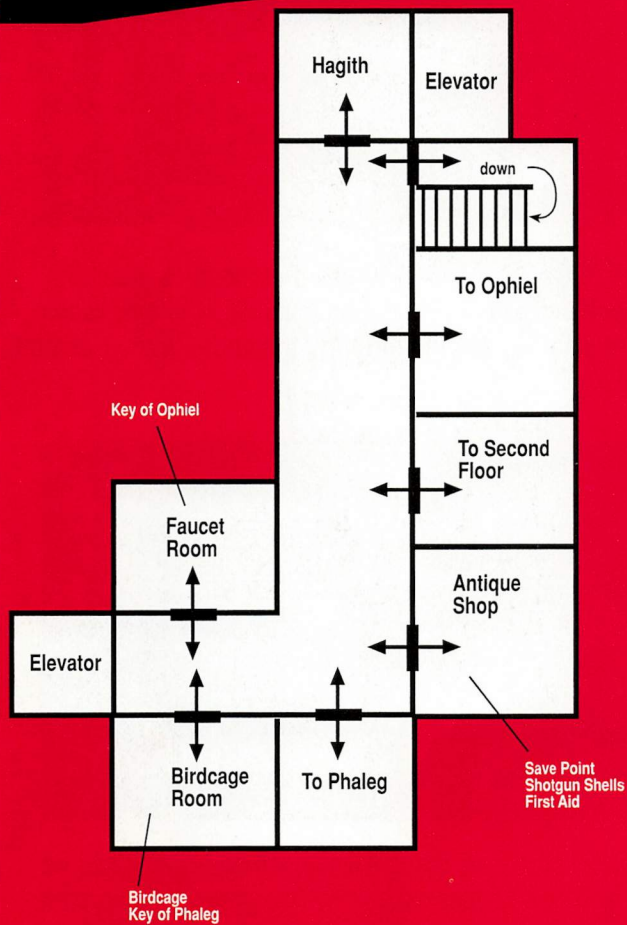 Hagith
Elevator
down
To Ophiel
Key of Ophiel
To Second
Floor
Faucet
Room
Antique
Shop
Elevator
Birdcage
Room
To Phaleg
Save Point
Shotgun Shells
First Aid
Birdcage
Key of Phaleg